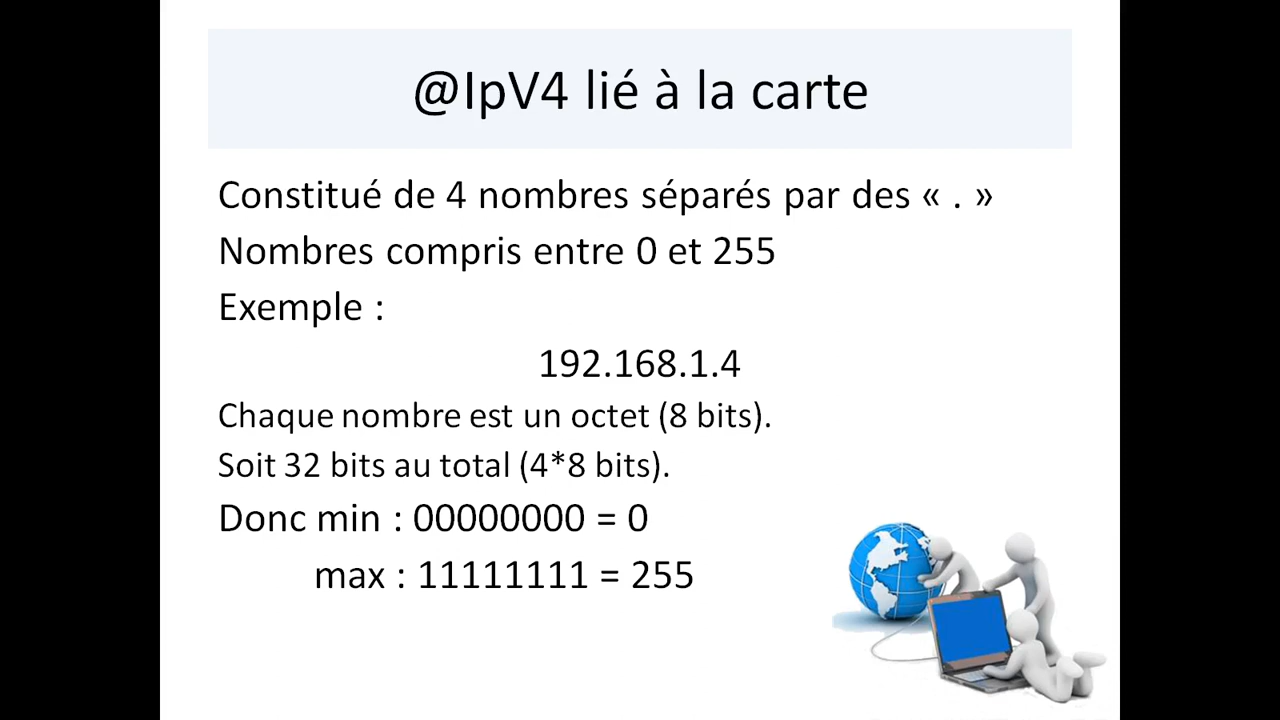 @IpV4 lié à la carte
Constitué de 4 nombres séparés par des « . »
Nombres compris entre 0 et 255
Exemple :
192.168.1.4
Chaque nombre est un octet (8 bits).
Soit 32 bits au total (4*8 bits).
Donc min : 00000000 = 0
max : 11111111 = 255